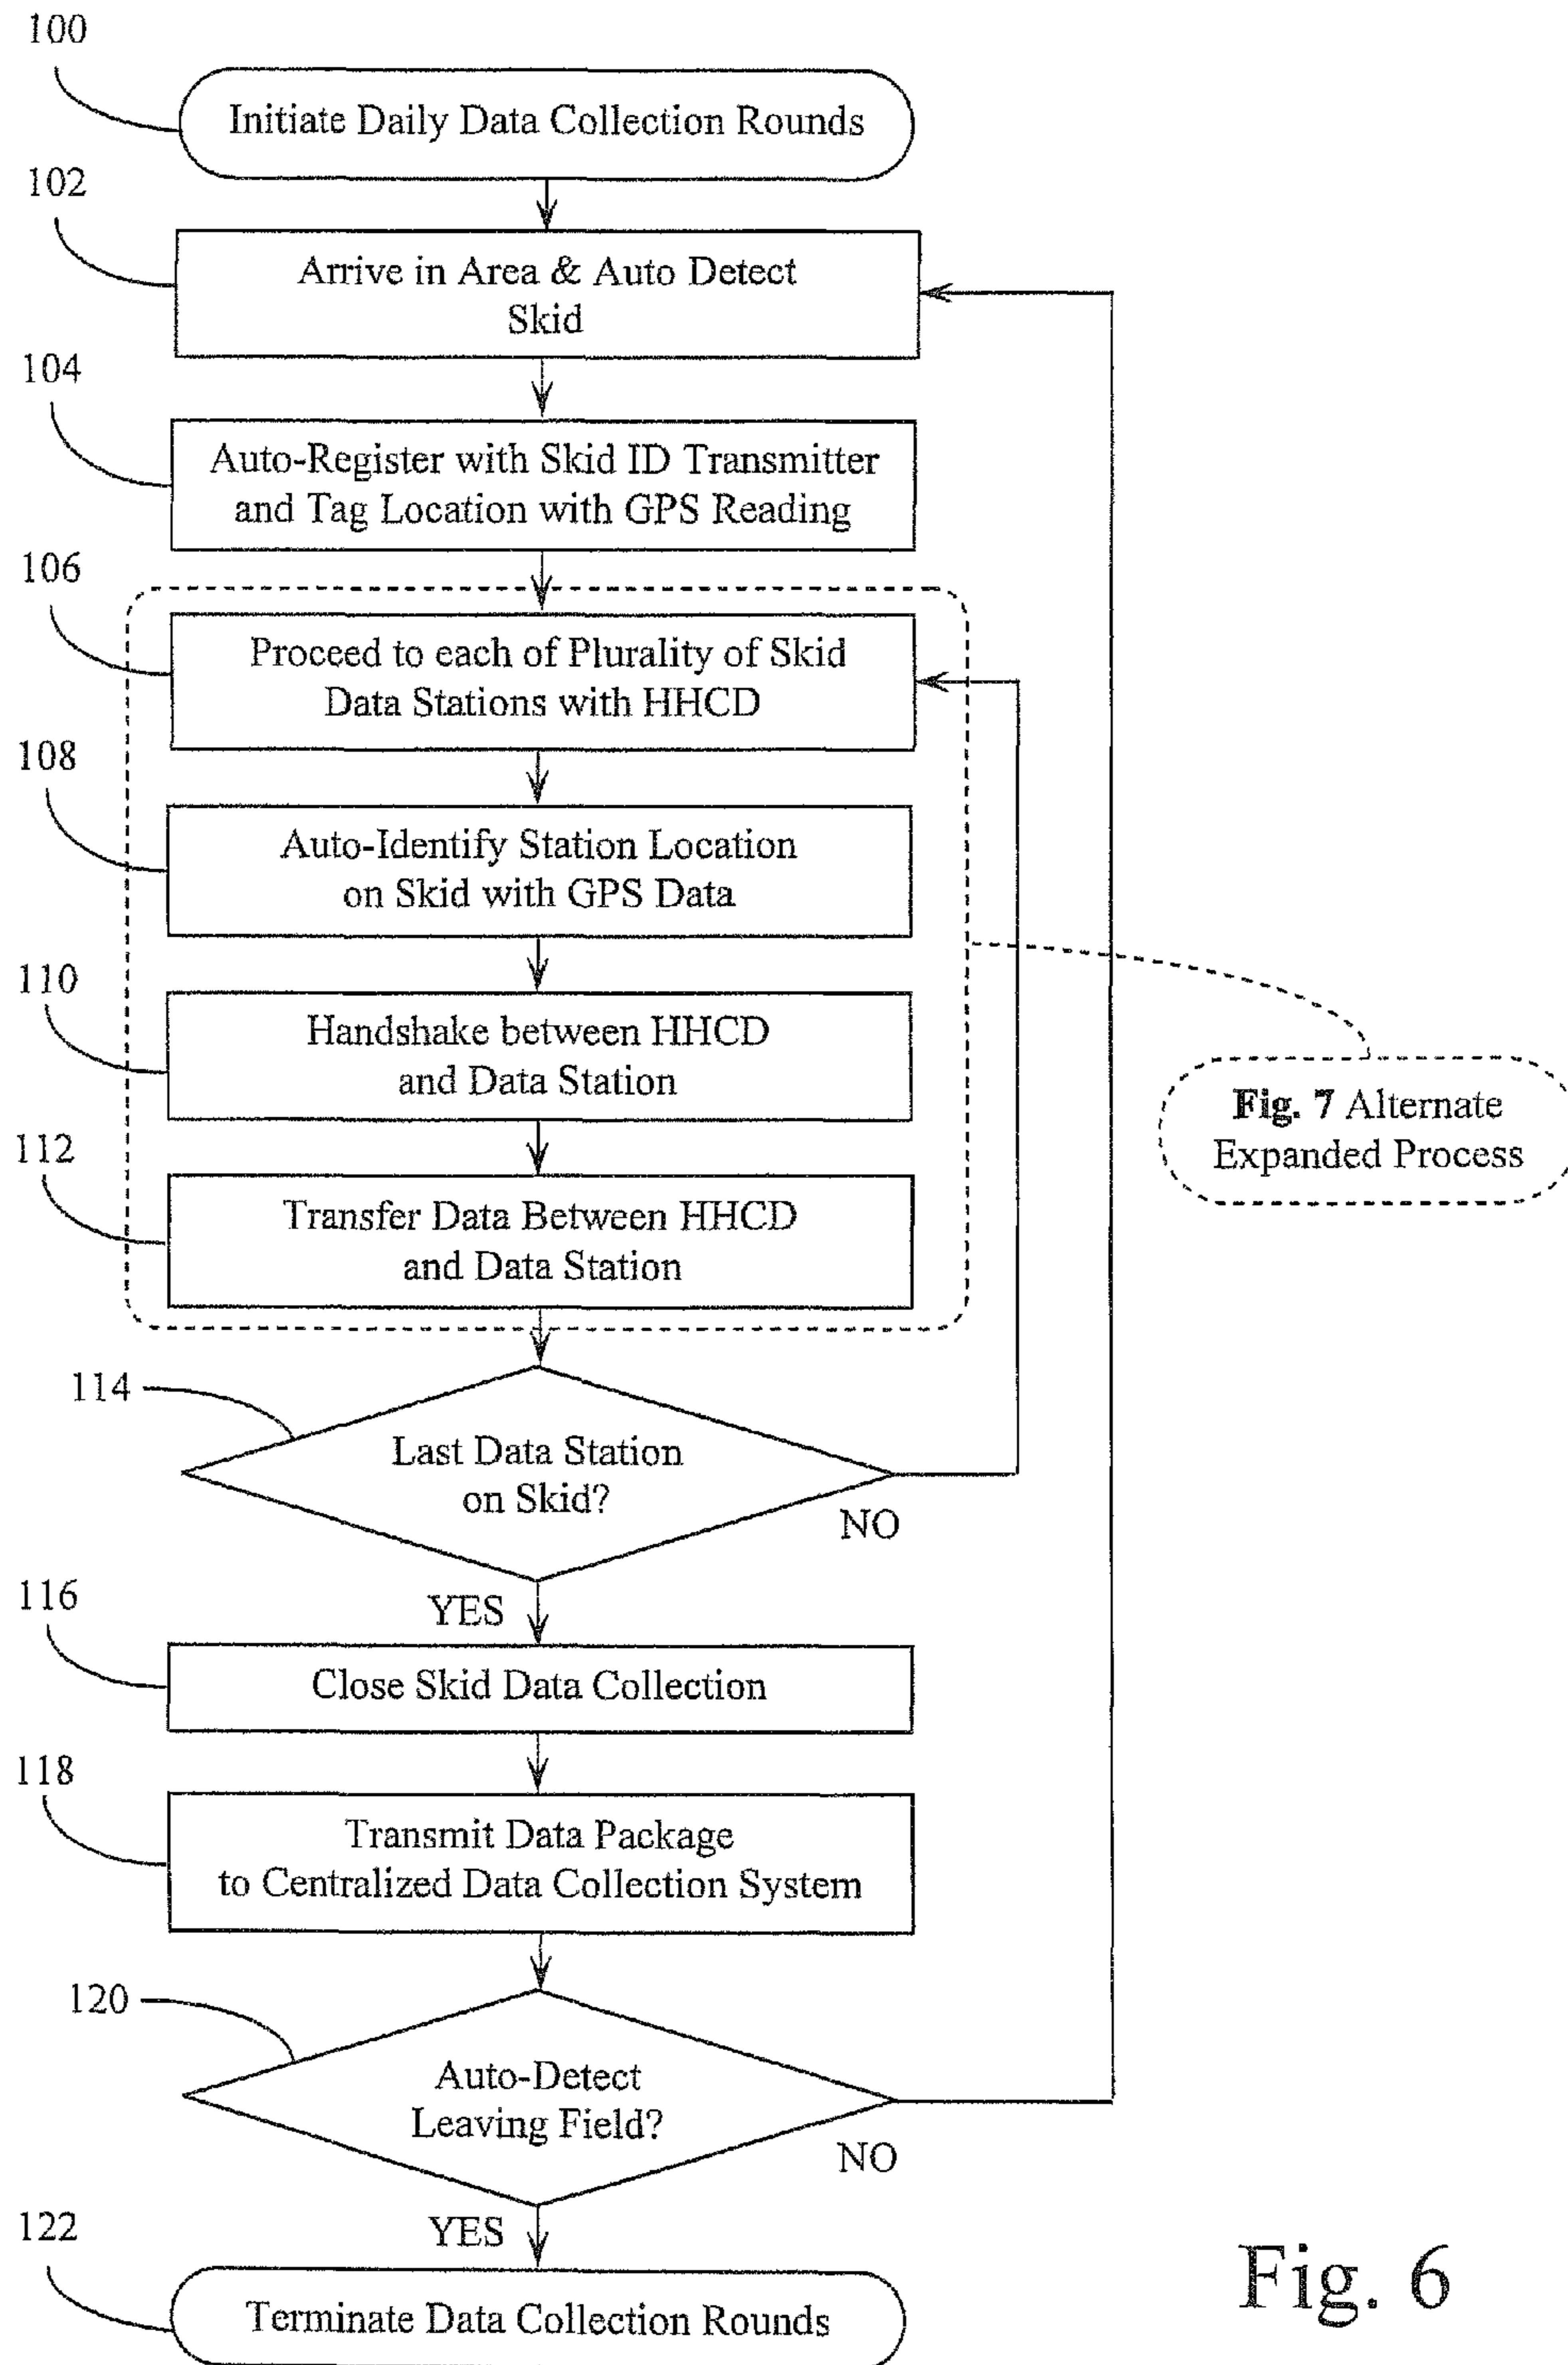 100
Initiate Daily Data Collection Rounds
102
Arrive in Area & Auto Detect
Skid
104
Auto-Register with Skid ID Transmitter
and Tag Location with GPS Reading
106
Proceed to each of Plurality of Skid
Data Stations with HHCD
108
Auto-Identify Station Location
on Skid with GPS Data
110
Handshake between HHCD
and Data Station
Fig. 7 Alternate
Expanded Process
112
Transfer Data Between HHCD
and Data Station
114
Last Data Station
on Skid?
NO
YES
116
Close Skid Data Collection
118
Transmit Data Package
to Centralized Data Collection System
120
Auto-Detect
Leaving Field?
NO
YES
122
Terminate Data Collection Rounds
Fig. 6